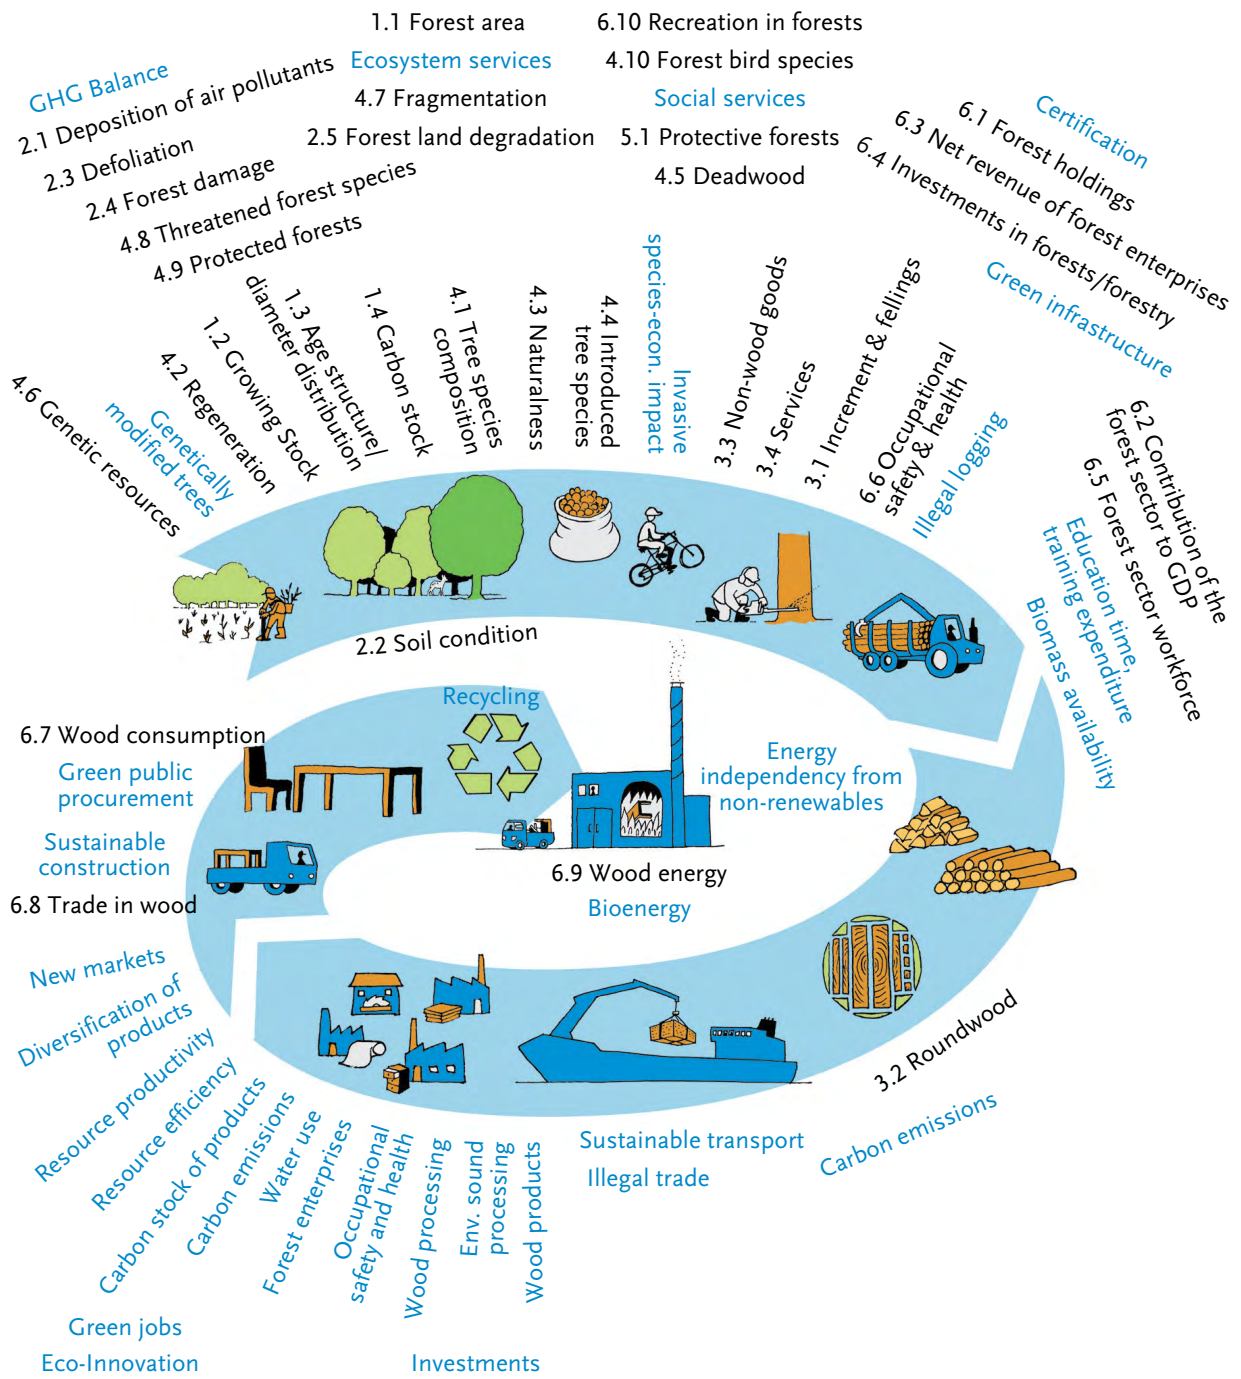 1.1 Forest area
Ecosystem services
4.7 Fragmentation
2.5 Forest land degradation
6.10 Recreation in forests
4.10 Forest bird species
Social services
5.1 Protective forests
4.5 Deadwood
GHG Balance
2.1 Deposition of air pollutants
2.3 Defoliation
2.4 Forest damage
4.8 Threatened forest species
4.9 Protected forests
Certification
6.1 Forest holdings
6.3 Net revenue of forest enterprises
6.4 Investments in forests/forestry
Green infrastructure
4.6 Genetic resources
Genetically
modified trees
4.2 Regeneration
1.2 Growing Stock
1.3 Age structure/
diameter distribution
1.4 Carbon stock
4.1 Tree species
composition
4.3 Naturalness
4.4 Introduced
tree species
Invasive
species-econ. impact
3.3 Non-wood goods
3.4 Services
3.1 Increment & fellings
6.6 Occupational
safety & health
Illegal logging
6.2 Contribution of the
forest sector to GDP
6.5 Forest sector workforce
Education time,
training expenditure
Biomass availability
2.2 Soil condition
Recycling
6.7 Wood consumption
Green public
procurement
Sustainable
construction
6.8 Trade in wood
Energy
independency from
non-renewables
6.9 Wood energy
Bioenergy
New markets
Diversification of
products
Resource productivity
Resource efficiency
Carbon stock of products
Carbon emissions
Water use
Forest enterprises
Occupational
safety and health
Wood processing
Env. sound
processing
Wood products
Sustainable transport
Illegal trade
3.2 Roundwood
Carbon emissions
Green jobs
Eco-Innovation
Investments